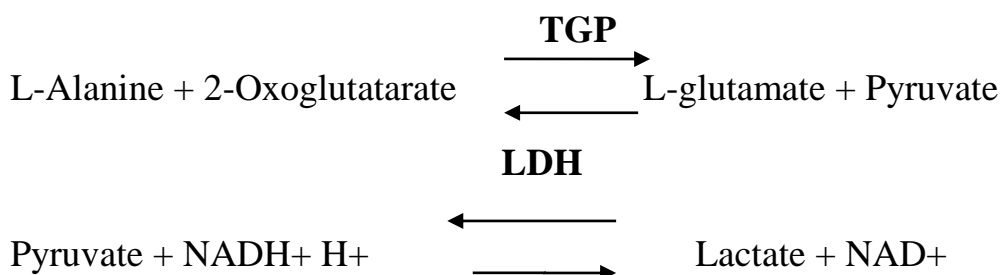 TGP
L-Alanine + 2-Oxoglutatarate L-glutamate + Pyruvate
LDH
Pyruvate + NADH+ H+ Lactate + NAD+